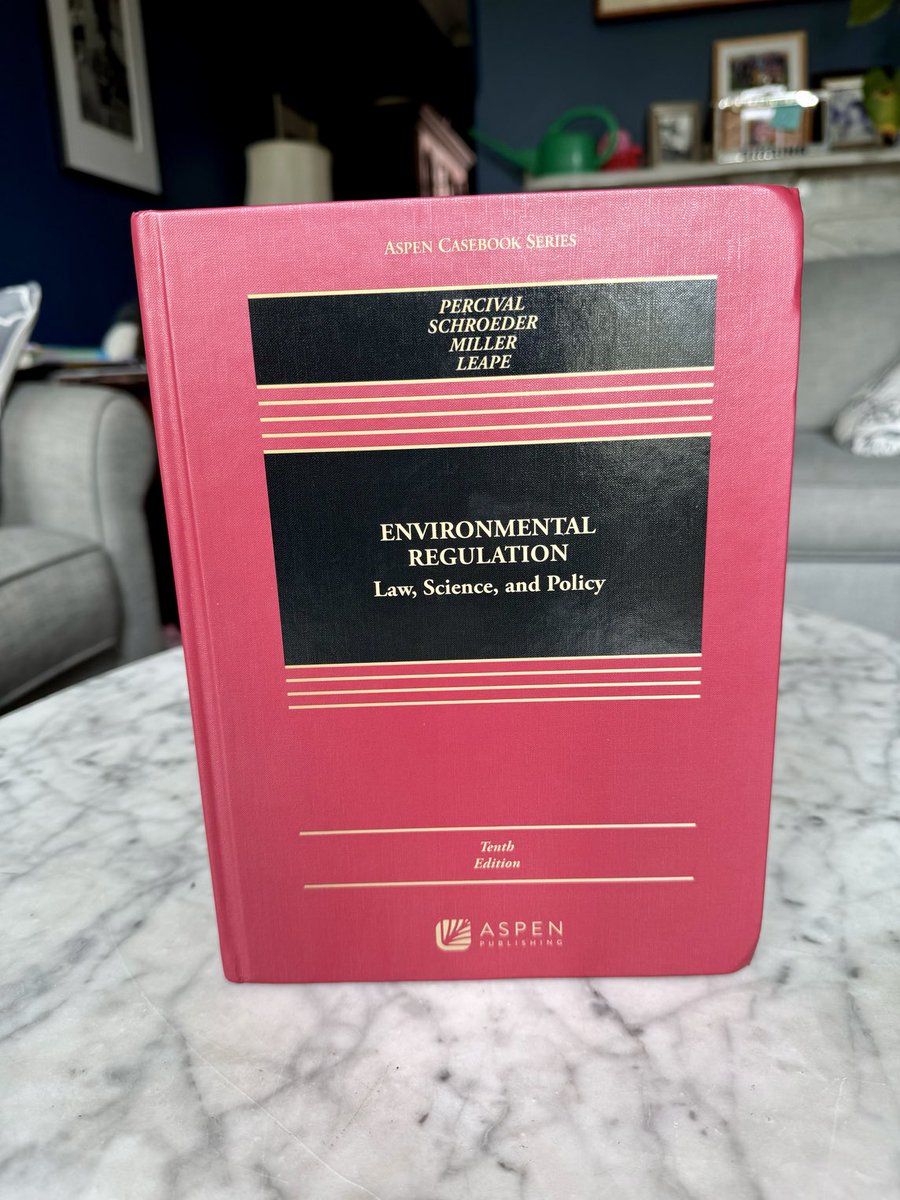 ASPEN CASEBOOK SERIES
PERCIVAL
SCHROEDER
MILLER
LEAPE
ENVIRONMENTAL
REGULATION
Law, Science, and Policy
Tenth
Edition
ASPEN
PUBLISHING